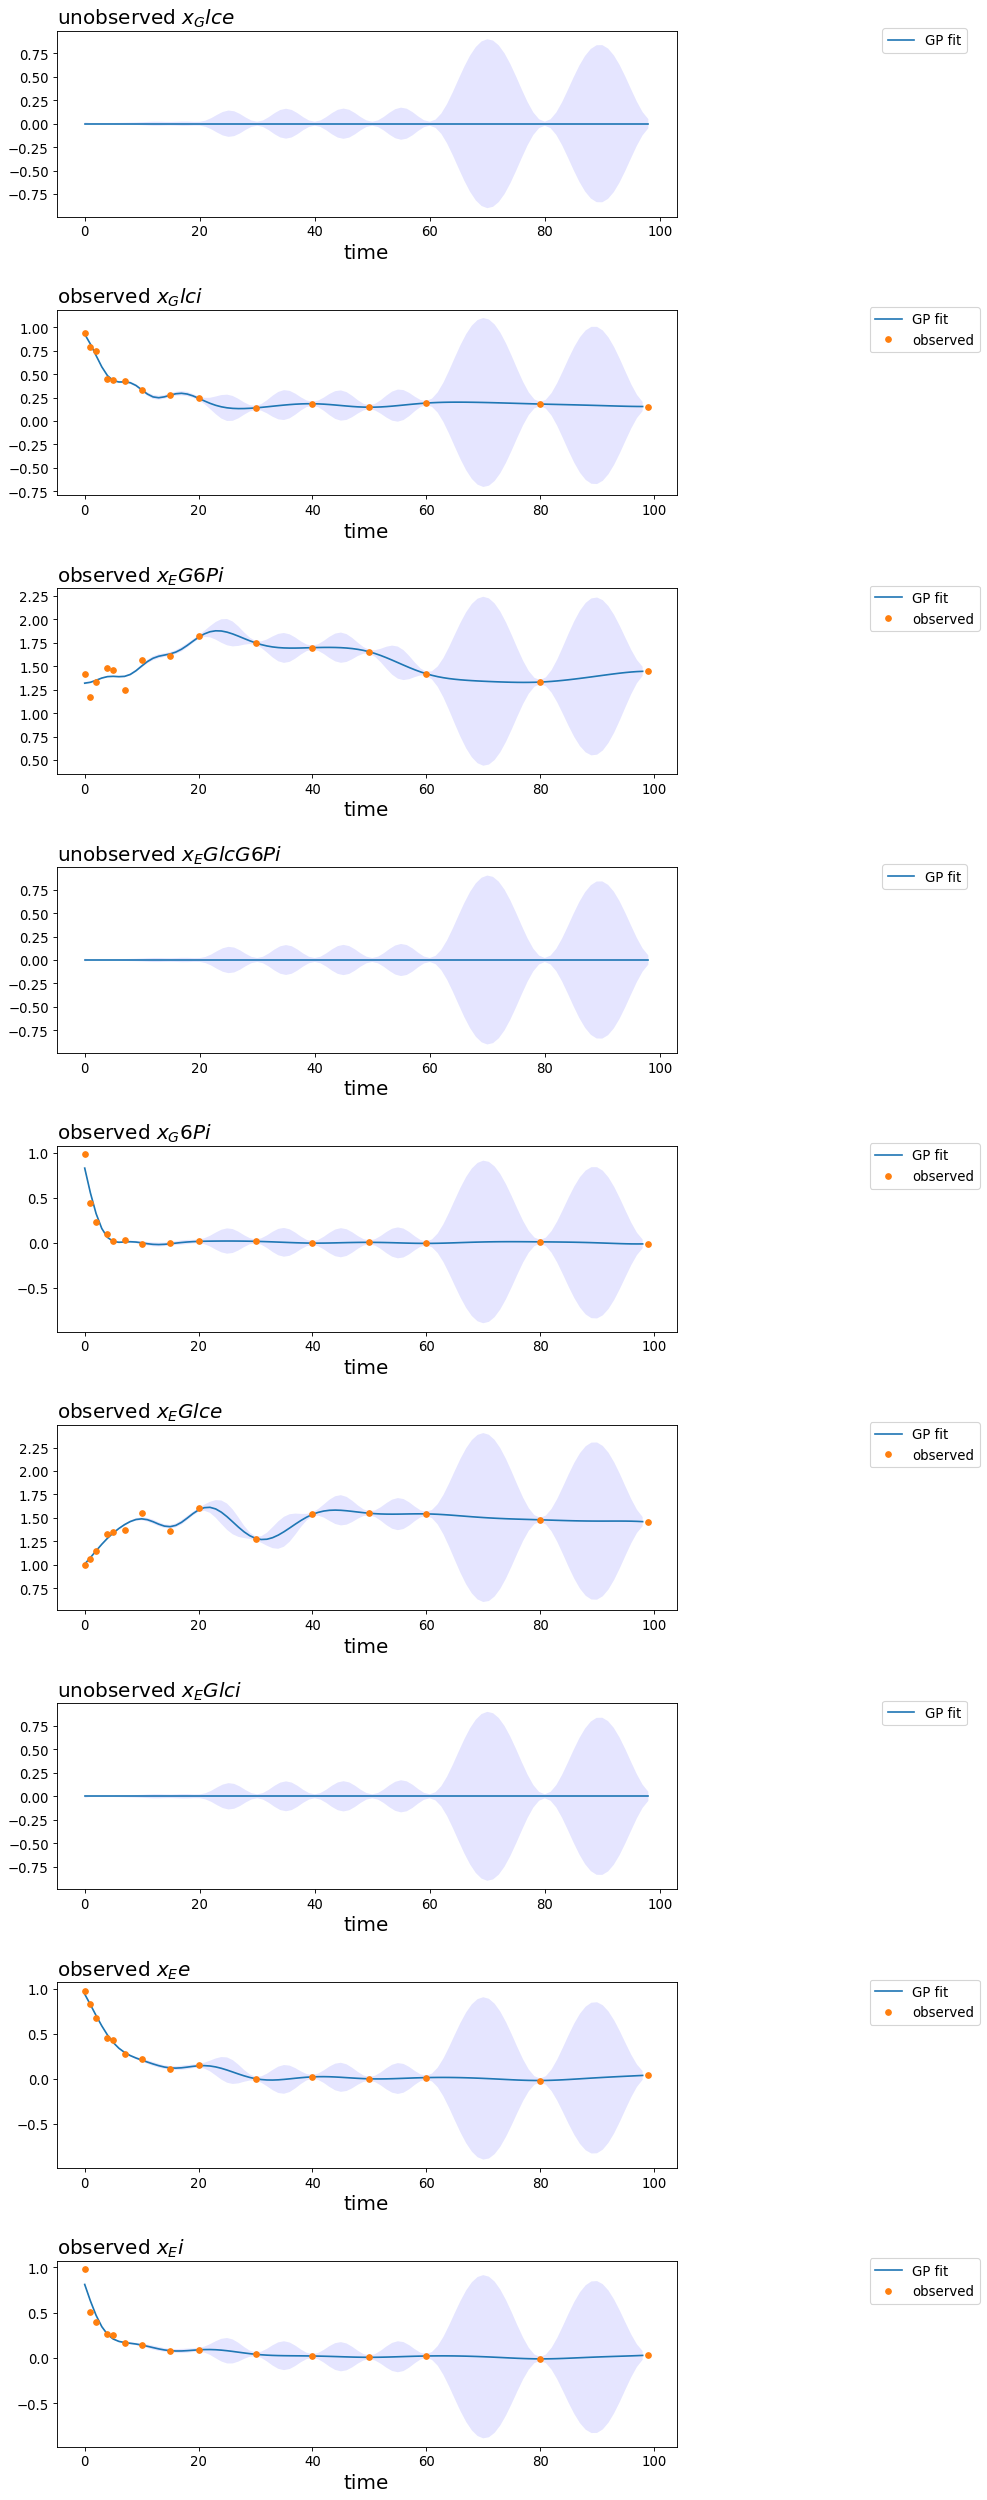 unobserved x_Glce
GP fit
0.75
0.50
0.25
0.00
−0.25
−0.50
−0.75
0 20 40 60 80 100
time
observed x_Glci
GP fit
observed
1.00
0.75
0.50
0.25
0.00
−0.25
−0.50
−0.75
0 20 40 60 80 100
time
observed x_EG6Pi
GP fit
observed
2.25
2.00
1.75
1.50
1.25
1.00
0.75
0.50
0 20 40 60 80 100
time
unobserved x_EGlcG6Pi
GP fit
0.75
0.50
0.25
0.00
−0.25
−0.50
−0.75
0 20 40 60 80 100
time
observed x_G6Pi
GP fit
observed
1.0
0.5
0.0
−0.5
0 20 40 60 80 100
time
observed x_EGlce
GP fit
observed
2.25
2.00
1.75
1.50
1.25
1.00
0.75
0 20 40 60 80 100
time
unobserved x_EGlci
GP fit
0.75
0.50
0.25
0.00
−0.25
−0.50
−0.75
0 20 40 60 80 100
time
observed x_Ee
GP fit
observed
1.0
0.5
0.0
−0.5
0 20 40 60 80 100
time
observed x_Ei
GP fit
observed
1.0
0.5
0.0
−0.5
0 20 40 60 80 100
time